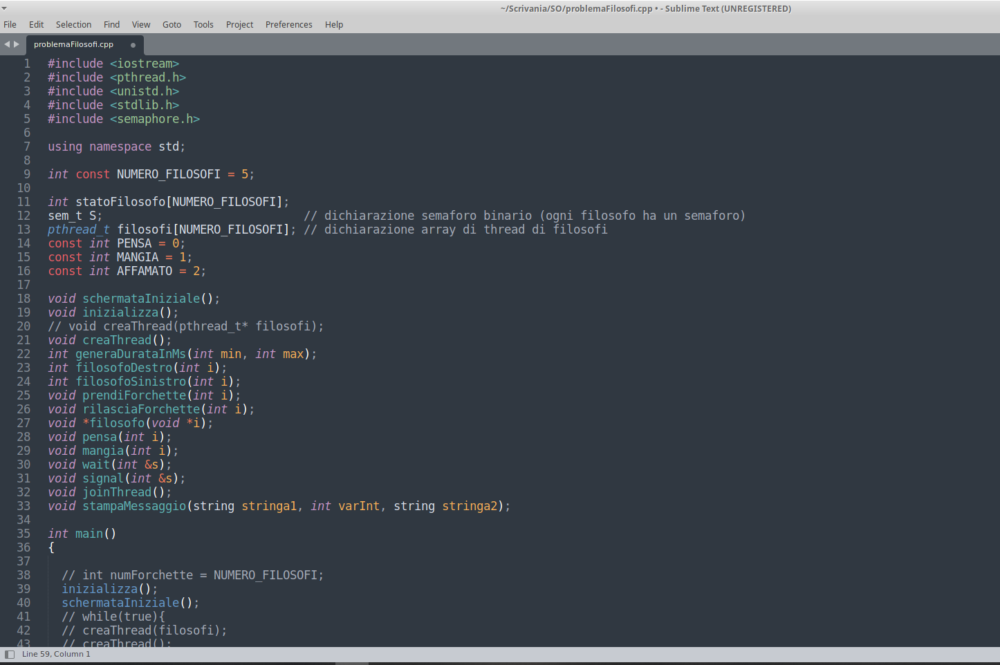 ~/Scrivania/SO/problemaFilosofi.cpp • - Sublime Text (UNREGISTERED)
File Edit Selection Find View Goto Tools Project Preferences Help
problemaFilosofi.cpp
1 #include <iostream>
2 #include <pthread.h>
3 #include <unistd.h>
4 #include <stdlib.h>
5 #include <semaphore.h>
6
7 using namespace std;
8
9 int const NUMERO_FILOSOFI = 5;
10
11 int statoFilosofo[NUMERO_FILOSOFI];
12 sem_t S; // dichiarazione semaforo binario (ogni filosofo ha un semaforo)
13 pthread_t filosofi[NUMERO_FILOSOFI]; // dichiarazione array di thread di filosofi
14 const int PENSA = 0;
15 const int MANGIA = 1;
16 const int AFFAMATO = 2;
17
18 void schermataIniziale();
19 void inizializza();
20 // void creaThread(pthread_t* filosofi);
21 void creaThread();
22 int generaDurataInMs(int min, int max);
23 int filosofoDestro(int i);
24 int filosofoSinistro(int i);
25 void prendiForchette(int i);
26 void rilasciaForchette(int i);
27 void *filosofo(void *i);
28 void pensa(int i);
29 void mangia(int i);
30 void wait(int &s);
31 void signal(int &s);
32 void joinThread();
33 void stampaMessaggio(string stringa1, int varInt, string stringa2);
34
35 int main()
36 {
37
38 // int numForchette = NUMERO_FILOSOFI;
39 inizializza();
40 schermataIniziale();
41 // while(true){
42 // creaThread(filosofi);
43 // creaThread();
Line 59, Column 1